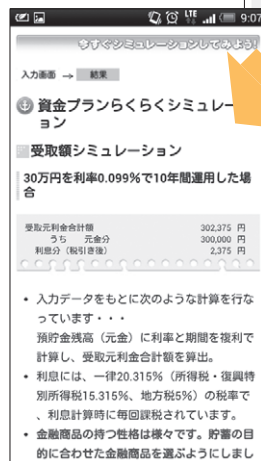 LTE 9:07
今すぐシミュレーションしてみよう!
入力画面 → 結果
資金プランらくらくシミュレー
ョン
受取額シミュレーション
30万円を利率0.099%で10年間運用した場
合
受取元利金合計額 302,375 円
うち 元金分 300,000 円
利息分(税引き後) 2,375 円
・ 入力データをもとに次のような計算を行な
っています・・・
預貯金残高(元金)に利率と期間を複利で
計算し、受取元利金合計額を算出。
・ 利息には、一律20.315%(所得税・復興特
別所得税15.315%、地方税5%)の税率で
、利息計算時に毎回課税されています。
・ 金融商品の持つ性格は様々です。貯蓄の目
的に合わせた金融商品を選ぶようにしまし